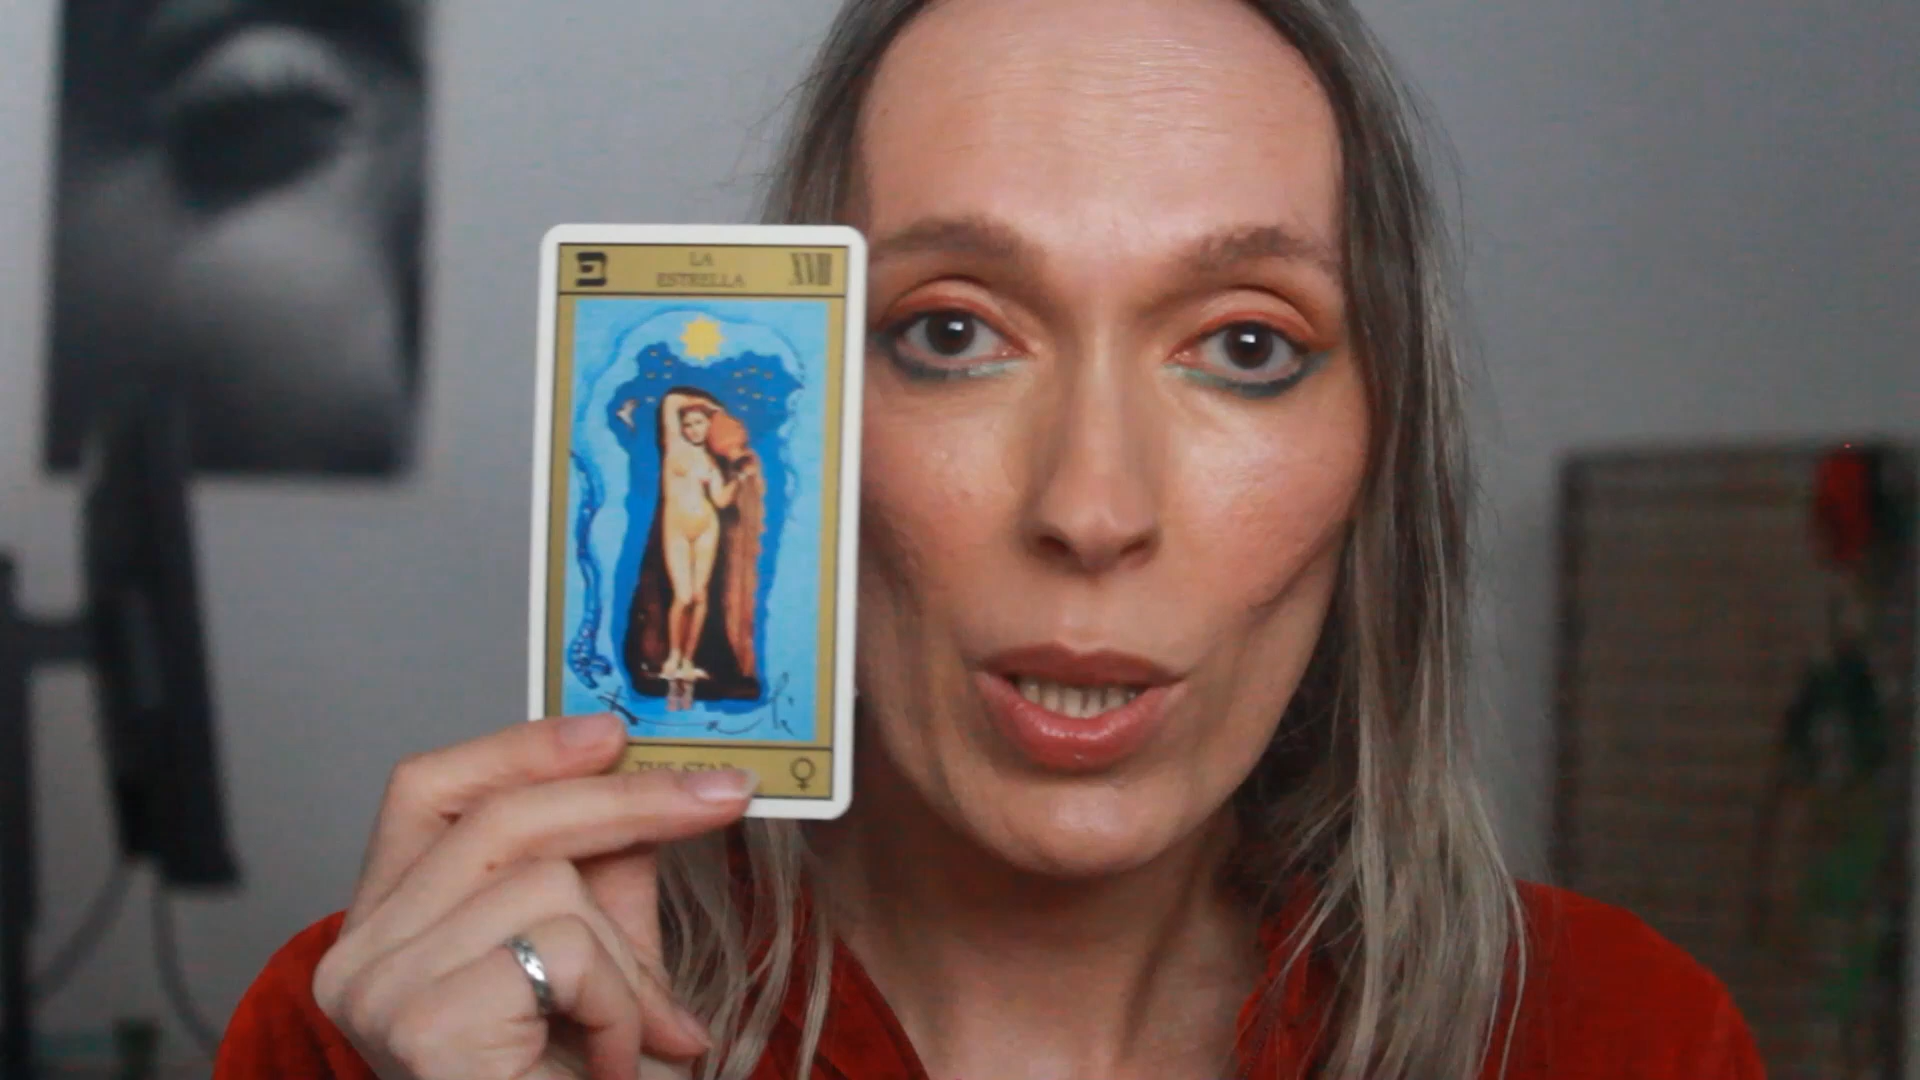 פ
LA
ESTRELLA
XVII
THE STAR